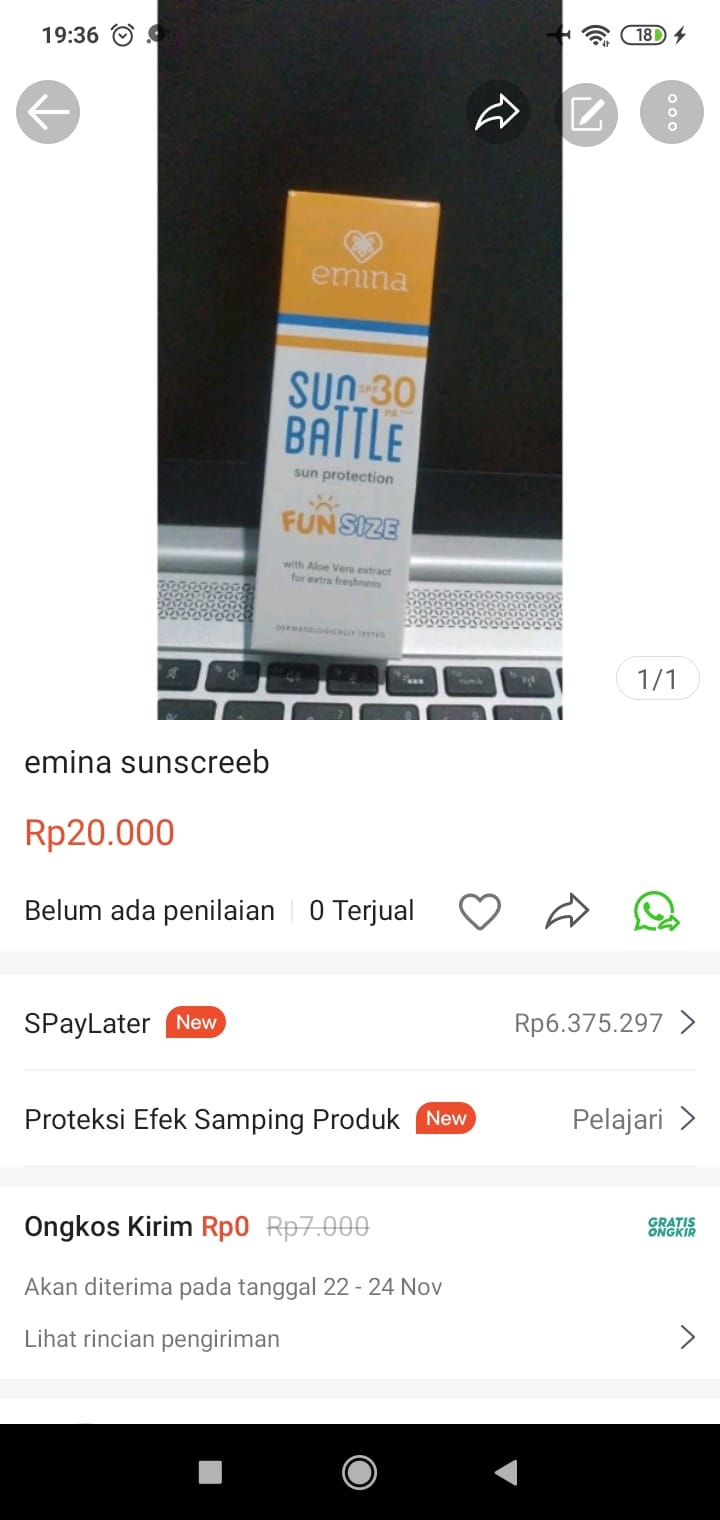 19:36
18
emina
SUN
SPF 30
PA+++
BATTLE
sun protection
FUN SIZE
with Aloe Vera extract
for extra freshness
DERMATOLOGICALLY TESTED
1/1
emina sunscreeb
Rp20.000
Belum ada penilaian
0 Terjual
SPayLater New Rp6.375.297
Proteksi Efek Samping Produk New Pelajari
Ongkos Kirim Rp0 Rp7.000 GRATIS
ONGKIR
Akan diterima pada tanggal 22 - 24 Nov
Lihat rincian pengiriman